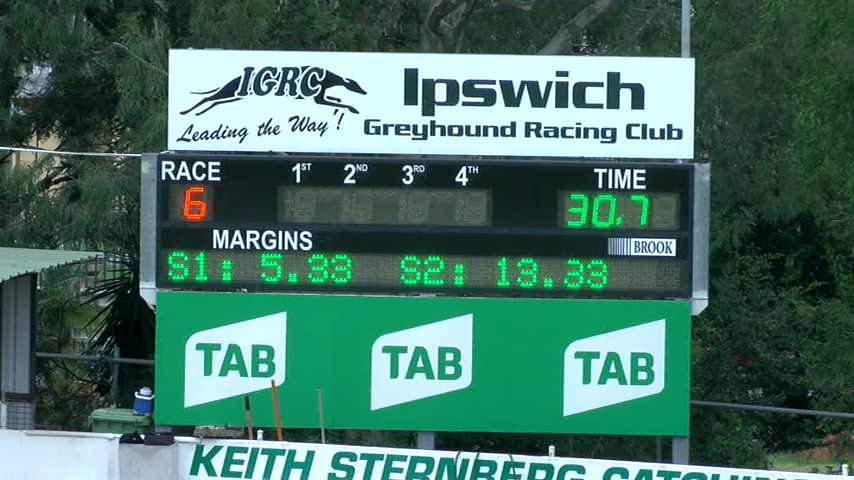 IGRC
Leading the Way!
Ipswich
Greyhound Racing Club
RACE 1ST 2ND 3RD 4TH TIME
6 30.7
MARGINS BROOK
S1: 5.33 S2: 13.33
TAB TAB TAB
KEITH STERNBERG CATCHING